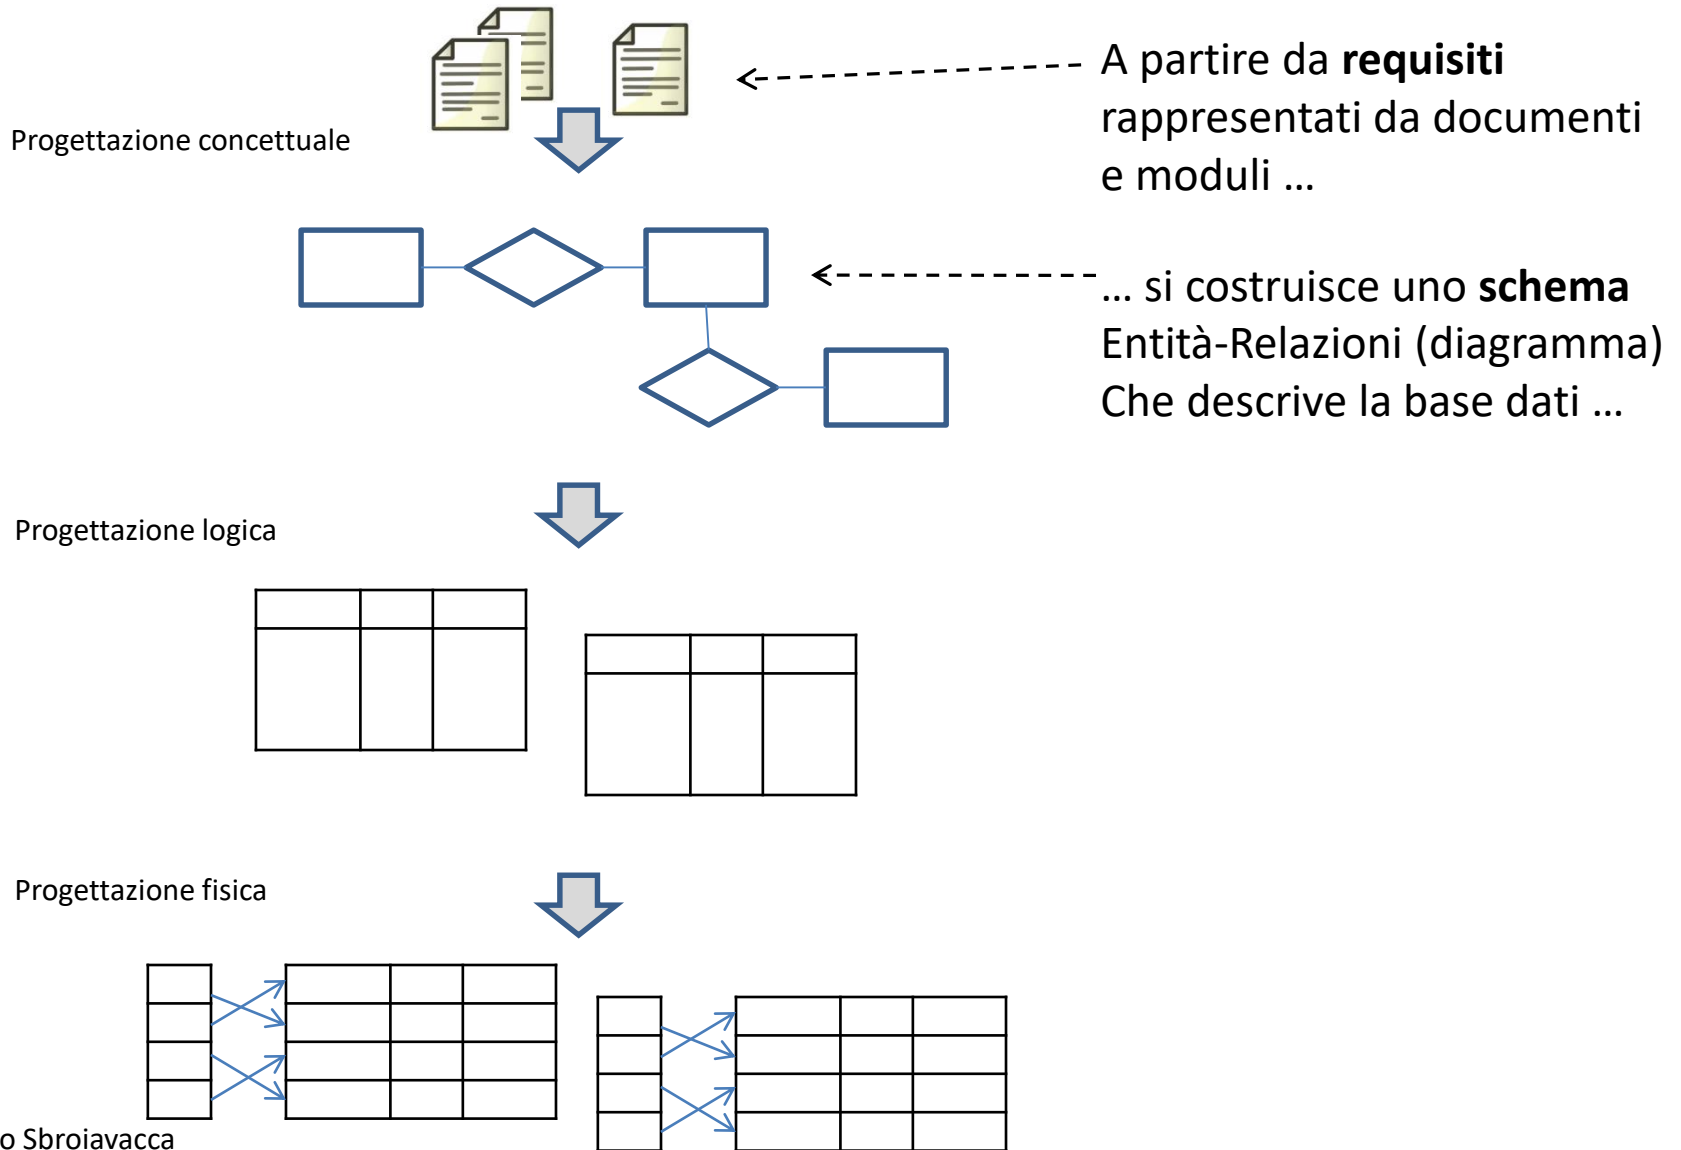 A partire da requisiti
rappresentati da documenti
e moduli …
Progettazione concettuale
… si costruisce uno schema
Entità-Relazioni (diagramma)
Che descrive la base dati …
Progettazione logica
Progettazione fisica
o Sbroiavacca